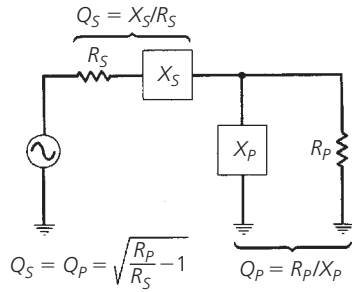 Q_S = X_S/R_S
R_S
X_S
X_P
R_P
Q_S = Q_P = √(R_P/R_S − 1)
Q_P = R_P/X_P